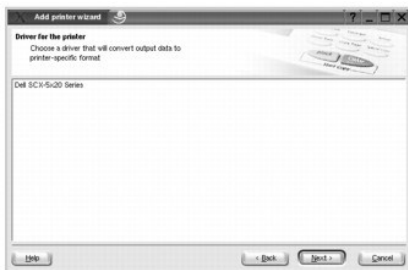 Add printer wizard
Driver for the printer
Choose a driver that will convert output data to
printer-specific format
Dell SCX-5x20 Series
Help
< Back
Next >
Cancel